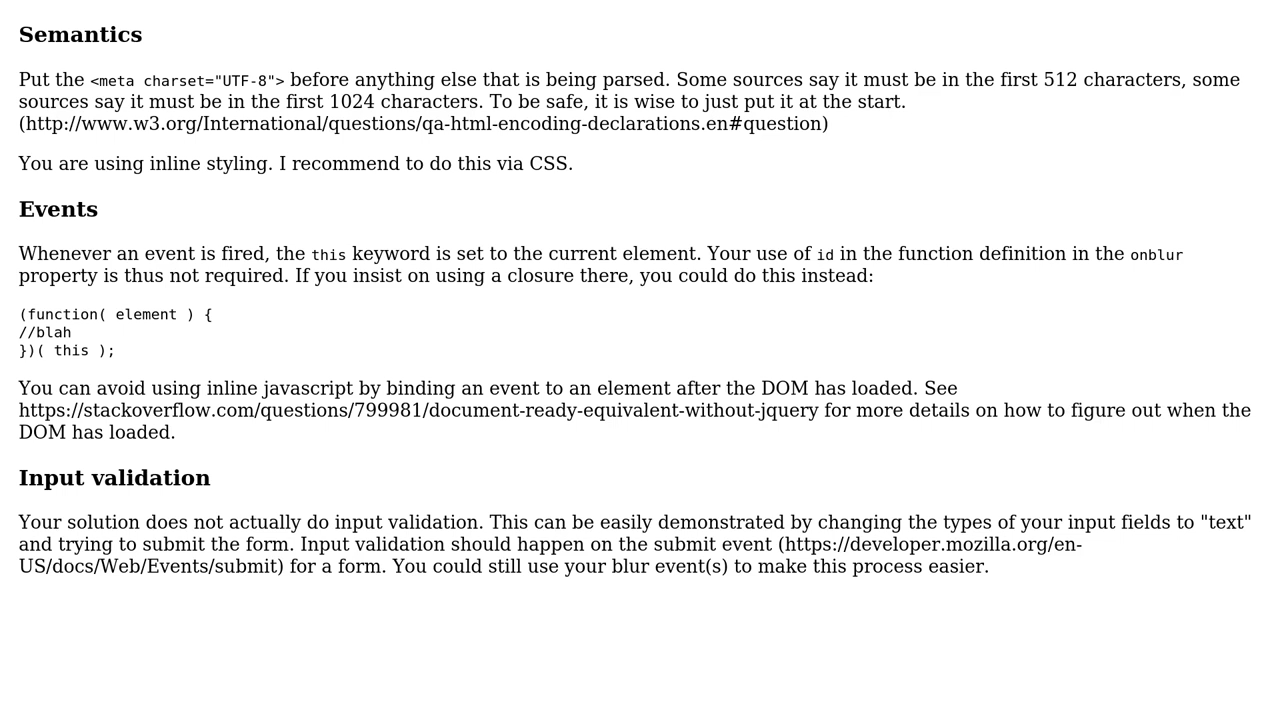 Semantics
Put the <meta charset="UTF-8"> before anything else that is being parsed. Some sources say it must be in the first 512 characters, some
sources say it must be in the first 1024 characters. To be safe, it is wise to just put it at the start.
(http://www.w3.org/International/questions/qa-html-encoding-declarations.en#question)
You are using inline styling. I recommend to do this via CSS.
Events
Whenever an event is fired, the this keyword is set to the current element. Your use of id in the function definition in the onblur
property is thus not required. If you insist on using a closure there, you could do this instead:
(function( element ) {
//blah
})( this );
You can avoid using inline javascript by binding an event to an element after the DOM has loaded. See
https://stackoverflow.com/questions/799981/document-ready-equivalent-without-jquery for more details on how to figure out when the
DOM has loaded.
Input validation
Your solution does not actually do input validation. This can be easily demonstrated by changing the types of your input fields to "text"
and trying to submit the form. Input validation should happen on the submit event (https://developer.mozilla.org/en-
US/docs/Web/Events/submit) for a form. You could still use your blur event(s) to make this process easier.